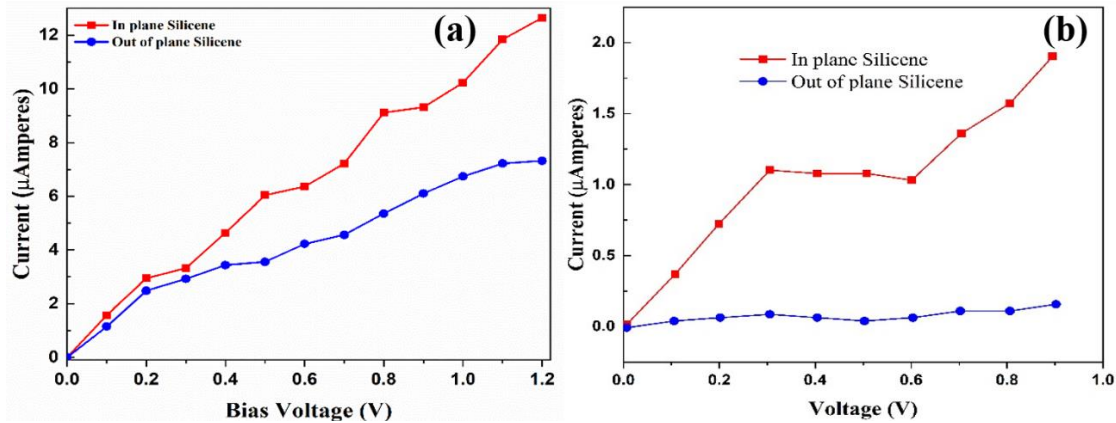 In plane Silicene
Out of plane Silicene
(a)
12
10
8
6
4
2
0
Current (μAmperes)
0.0 0.2 0.4 0.6 0.8 1.0 1.2
Bias Voltage (V)
(b)
In plane Silicene
Out of plane Silicene
2.0
1.5
1.0
0.5
0.0
Current (μAmperes)
0.0 0.2 0.4 0.6 0.8 1.0
Voltage (V)